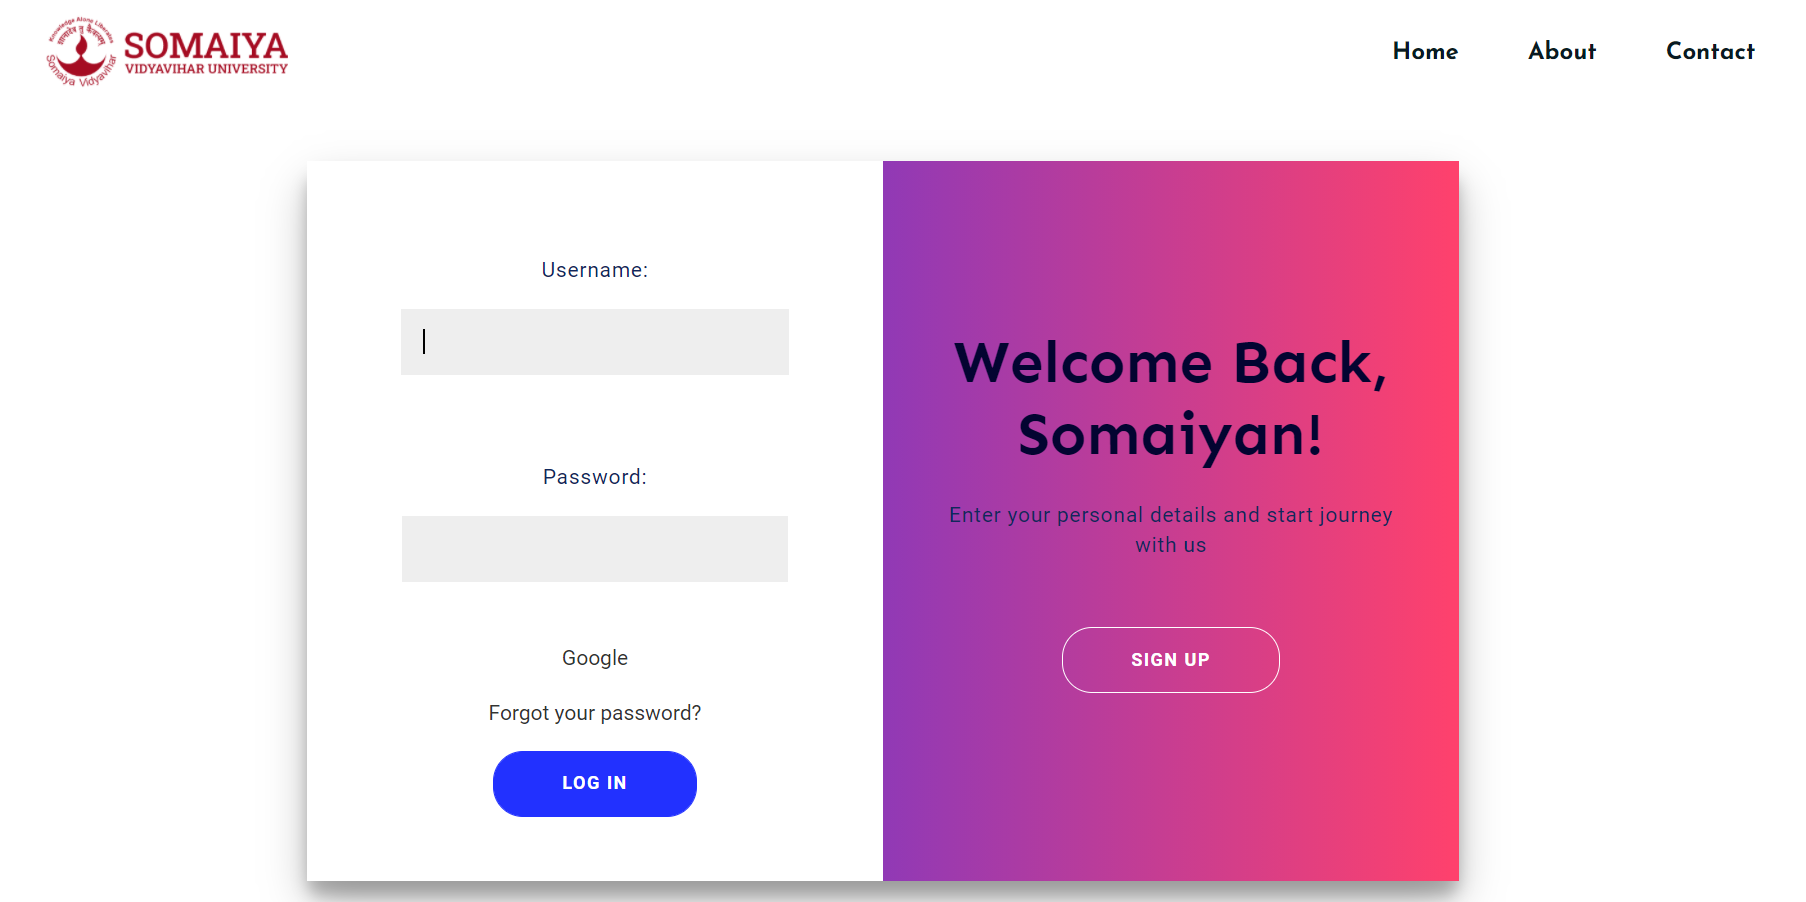 Knowledge Alone Liberates
Somaiya Vidyavihar
SOMAIYA
VIDYAVIHAR UNIVERSITY
Home
About
Contact
Username:
Password:
Google
Forgot your password?
LOG IN
Welcome Back,
Somaiyan!
Enter your personal details and start journey
with us
SIGN UP